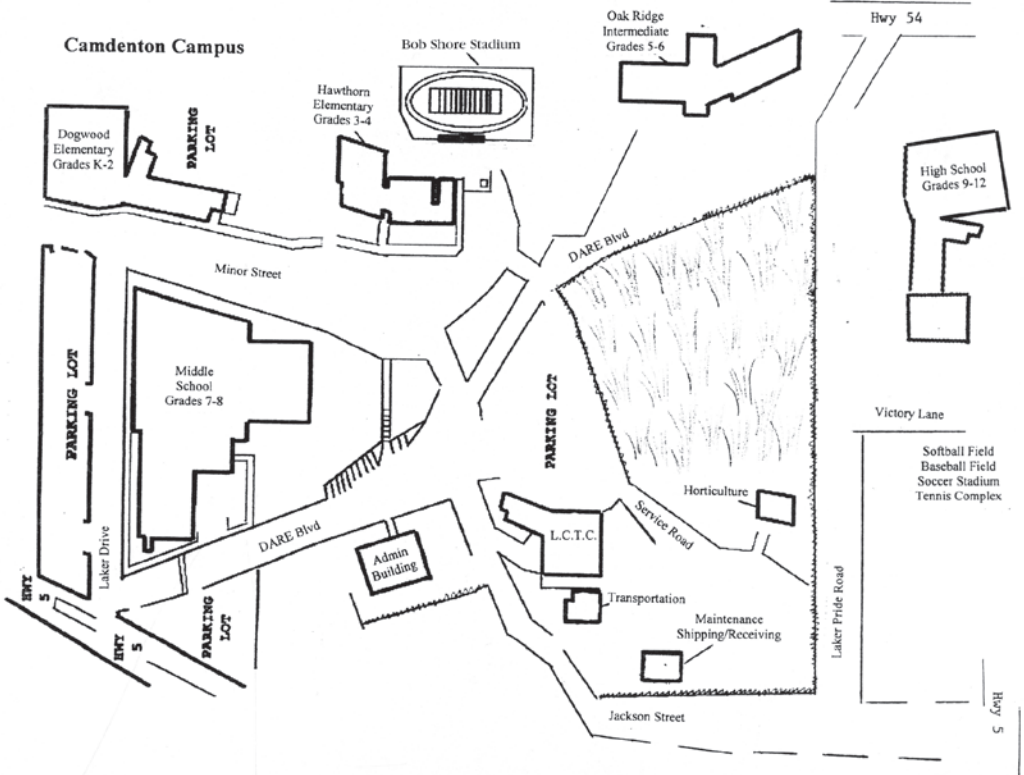 Camdenton Campus
Bob Shore Stadium
Oak Ridge
Intermediate
Grades 5-6
Hwy 54
Hawthorn
Elementary
Grades 3-4
PARKING
LOT
Dogwood
Elementary
Grades K-2
High School
Grades 9-12
DARE Blvd
Minor Street
PARKING LOT
Middle
School
Grades 7-8
PARKING LOT
Victory Lane
Softball Field
Baseball Field
Soccer Stadium
Tennis Complex
Horticulture
Service Road
L.C.T.C.
DARE Blvd
Admin
Building
Laker Drive
Transportation
Maintenance
Shipping/Receiving
Laker Pride Road
HWY
5
HWY
5
PARKING
LOT
Jackson Street
Hwy 5